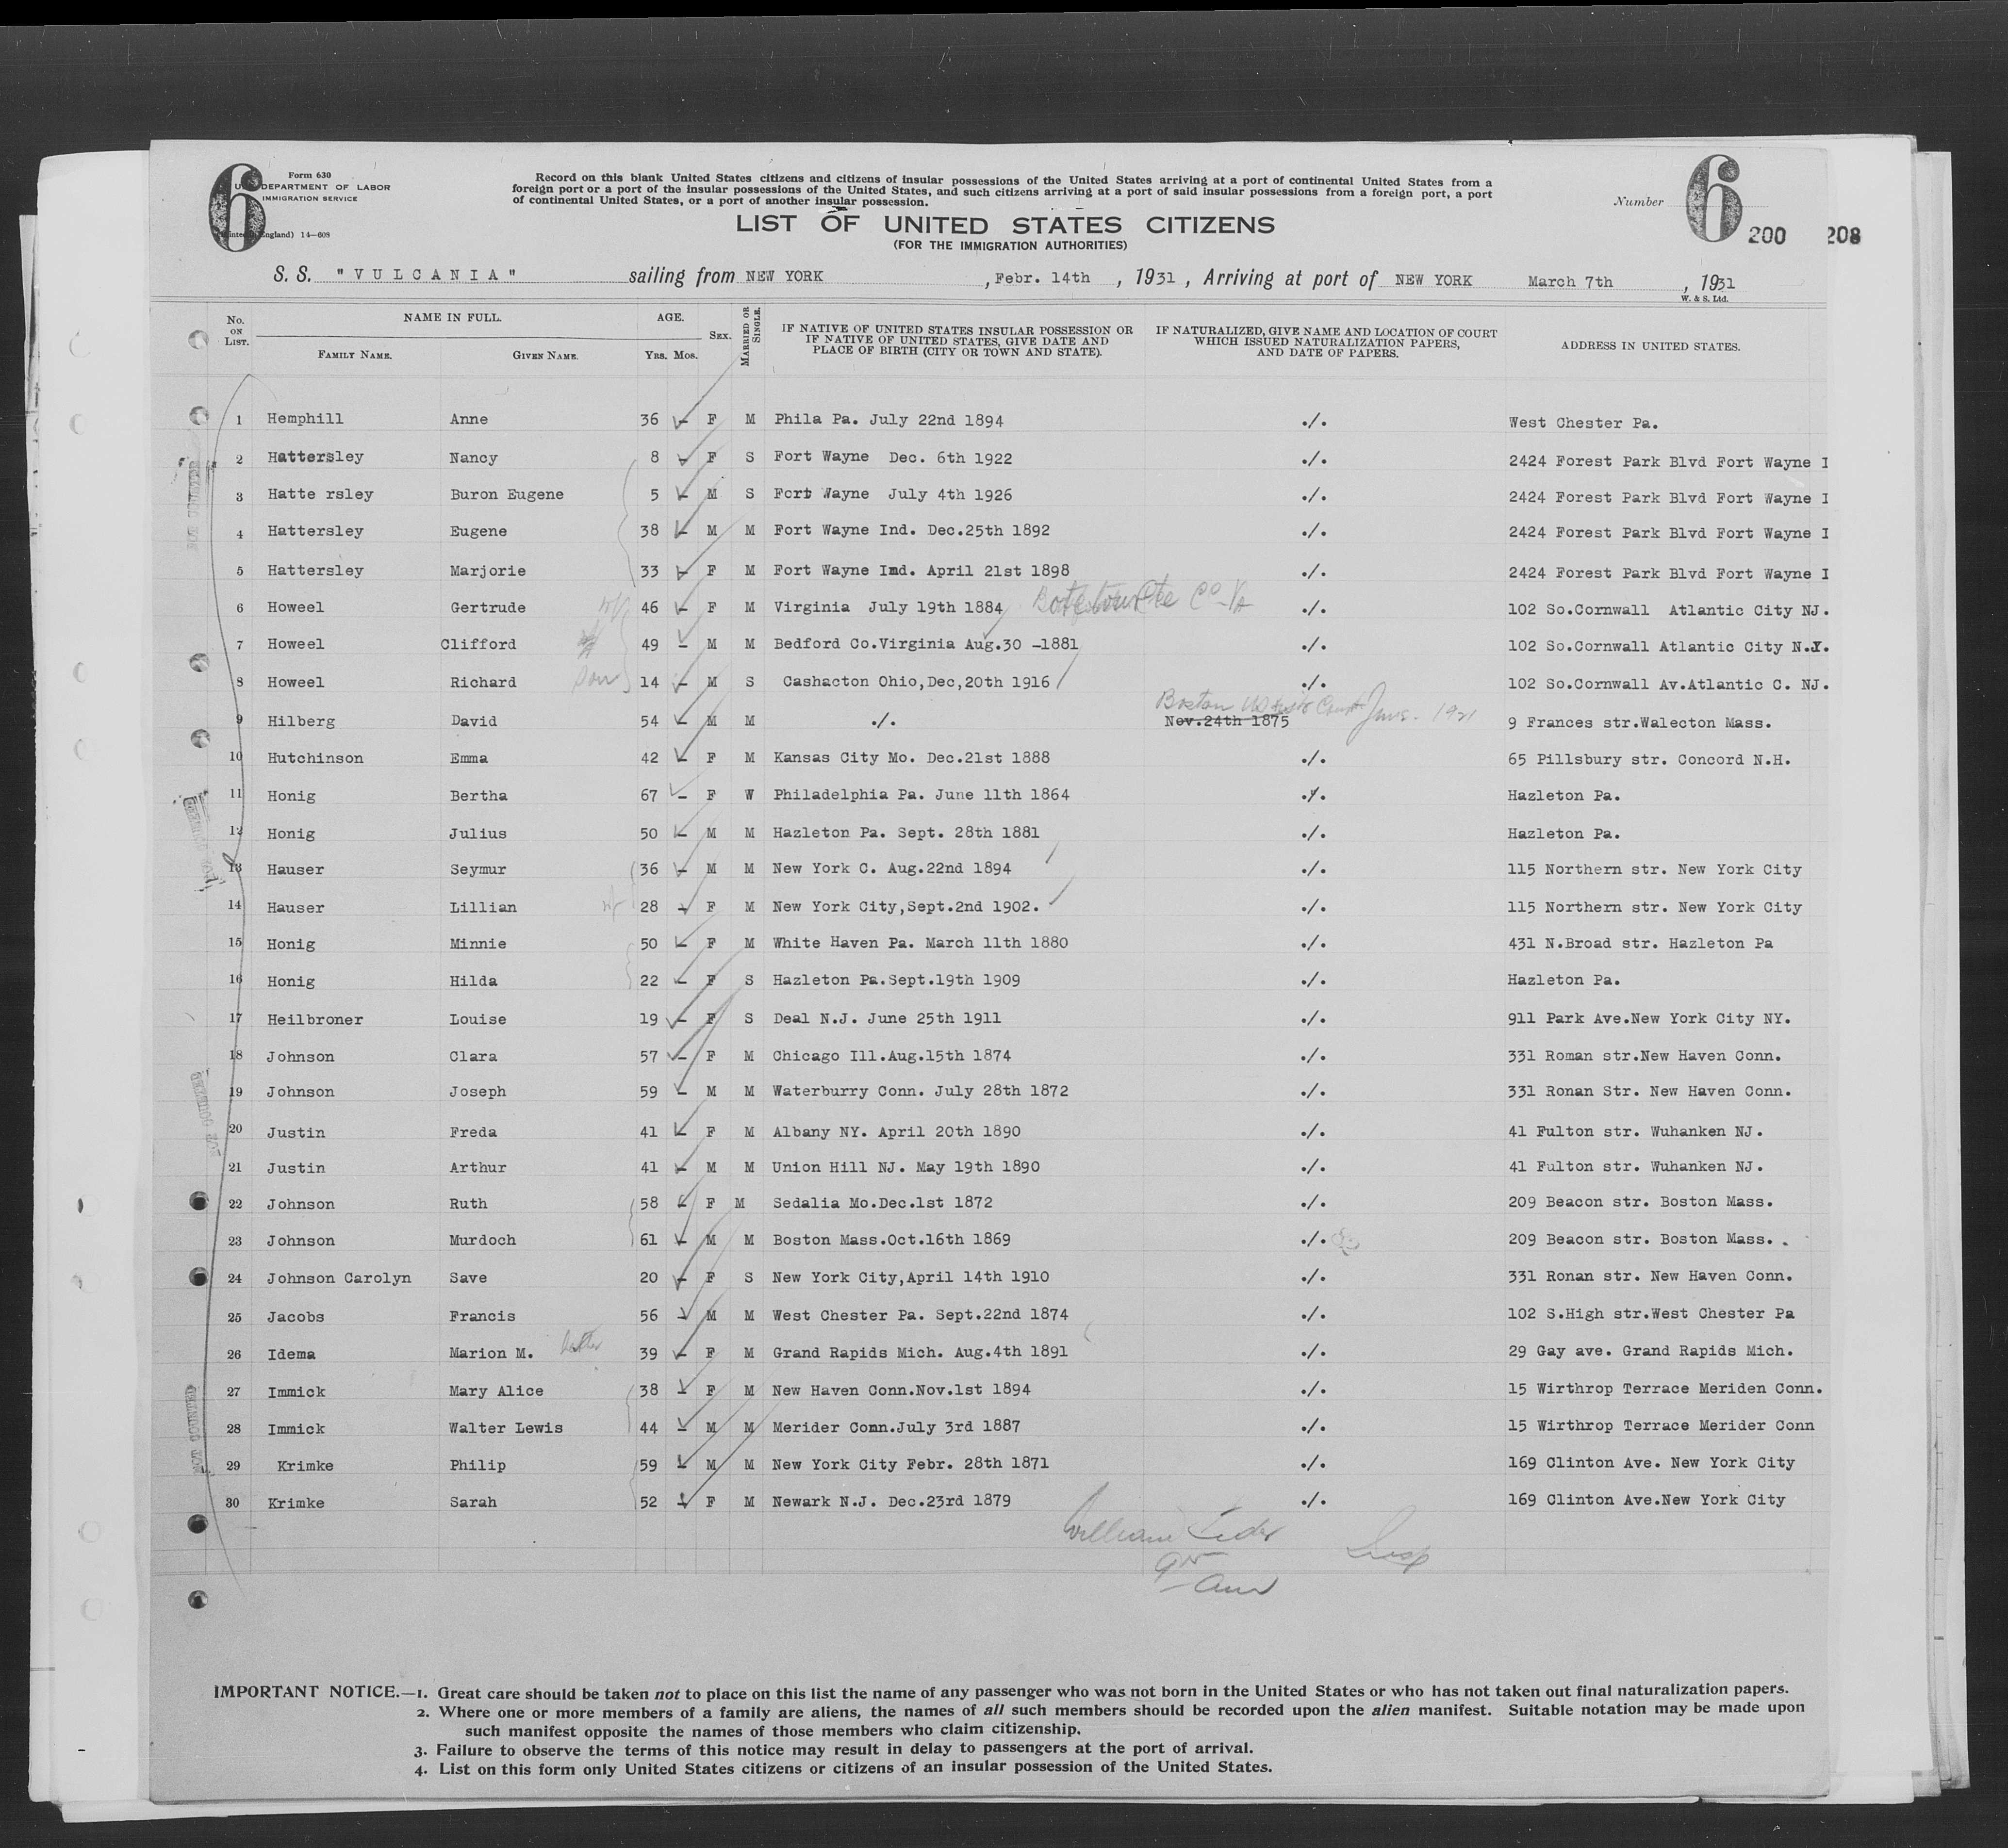 6 Form 630
U.S. DEPARTMENT OF LABOR
IMMIGRATION SERVICE
England) 14—608
Record on this blank United States citizens and citizens of insular possessions of the United States arriving at a port of continental United States from a
foreign port or a port of the insular possessions of the United States, and such citizens arriving at a port of said insular possessions from a foreign port, a port
of continental United States, or a port of another insular possession.
LIST OF UNITED STATES CITIZENS
(FOR THE IMMIGRATION AUTHORITIES)
Number 6 200 208
S. S. "VULCANIA" sailing from NEW YORK , Febr. 14th , 1931 , Arriving at port of NEW YORK March 7th , 1931
W. & S. Ltd.
No. ON LIST. NAME IN FULL. FAMILY NAME. GIVEN NAME. AGE. YRS. MOS. SEX. MARRIED OR SINGLE. IF NATIVE OF UNITED STATES INSULAR POSSESSION OR IF NATIVE OF UNITED STATES, GIVE DATE AND PLACE OF BIRTH (CITY OR TOWN AND STATE). IF NATURALIZED, GIVE NAME AND LOCATION OF COURT WHICH ISSUED NATURALIZATION PAPERS, AND DATE OF PAPERS. ADDRESS IN UNITED STATES.
1 Hemphill Anne 36 – F M Phila Pa. July 22nd 1894 ./. West Chester Pa.
2 Hattersley Nancy 8 – F S Fort Wayne Dec. 6th 1922 ./. 2424 Forest Park Blvd Fort Wayne I
3 Hatte rsley Buron Eugene 5 – M S Fort Wayne July 4th 1926 ./. 2424 Forest Park Blvd Fort Wayne I
4 Hattersley Eugene 38 – M M Fort Wayne Ind. Dec.25th 1892 ./. 2424 Forest Park Blvd Fort Wayne I
5 Hattersley Marjorie 33 – F M Fort Wayne Ind. April 21st 1898 ./. 2424 Forest Park Blvd Fort Wayne I
6 Howeel Gertrude wf 46 – F M Virginia July 19th 1884 Botetourte Co Va ./. 102 So.Cornwall Atlantic City NJ.
7 Howeel Clifford 49 – M M Bedford Co.Virginia Aug.30 -1881 ./. 102 So.Cornwall Atlantic City N.J.
8 Howeel Richard Son 14 – M S Cashacton Ohio,Dec,20th 1916 ./. 102 So.Cornwall Av.Atlantic C. NJ.
9 Hilberg David 54 – M M ./. Boston US Court June 1921 Nov.24th 1875 9 Frances str.Walecton Mass.
10 Hutchinson Emma 42 – F M Kansas City Mo. Dec.21st 1888 ./. 65 Pillsbury str. Concord N.H.
11 Honig Bertha 67 – F W Philadelphia Pa. June 11th 1864 ./. Hazleton Pa.
12 Honig Julius 50 – M M Hazleton Pa. Sept. 28th 1881 ./. Hazleton Pa.
13 Hauser Seymur 36 – M M New York C. Aug.22nd 1894 ./. 115 Northern str. New York City
14 Hauser Lillian wf 28 – F M New York City,Sept.2nd 1902. ./. 115 Northern str. New York City
15 Honig Minnie 50 – F M White Haven Pa. March 11th 1880 ./. 431 N.Broad str. Hazleton Pa
16 Honig Hilda 22 – F S Hazleton Pa.Sept.19th 1909 ./. Hazleton Pa.
17 Heilbroner Louise 19 – F S Deal N.J. June 25th 1911 ./. 911 Park Ave.New York City NY.
18 Johnson Clara 57 – F M Chicago Ill.Aug.15th 1874 ./. 331 Roman str.New Haven Conn.
19 Johnson Joseph 59 – M M Waterburry Conn. July 28th 1872 ./. 331 Ronan Str. New Haven Conn.
20 Justin Freda 41 – F M Albany NY. April 20th 1890 ./. 41 Fulton str. Wuhanken NJ.
21 Justin Arthur 41 – M M Union Hill NJ. May 19th 1890 ./. 41 Fulton str. Wuhanken NJ.
22 Johnson Ruth 58 – F M Sedalia Mo.Dec.1st 1872 ./. 209 Beacon str. Boston Mass.
23 Johnson Murdoch 61 – M M Boston Mass.Oct.16th 1869 ./. 209 Beacon str. Boston Mass. .
24 Johnson Carolyn Save 20 – F S New York City,April 14th 1910 ./. 331 Ronan str. New Haven Conn.
25 Jacobs Francis 56 – M M West Chester Pa. Sept.22nd 1874 ./. 102 S.High str.West Chester Pa
26 Idema Marion M. 39 – F M Grand Rapids Mich. Aug.4th 1891 ./. 29 Gay ave. Grand Rapids Mich.
27 Immick Mary Alice 38 – F M New Haven Conn.Nov.1st 1894 ./. 15 Wirthrop Terrace Meriden Conn.
28 Immick Walter Lewis 44 – M M Merider Conn.July 3rd 1887 ./. 15 Wirthrop Terrace Merider Conn
29 Krimke Philip 59 – M M New York City Febr. 28th 1871 ./. 169 Clinton Ave. New York City
30 Krimke Sarah 52 – F M Newark N.J. Dec.23rd 1879 ./. 169 Clinton Ave.New York City
William Insp
IMPORTANT NOTICE.—1. Great care should be taken not to place on this list the name of any passenger who was not born in the United States or who has not taken out final naturalization papers.
2. Where one or more members of a family are aliens, the names of all such members should be recorded upon the alien manifest. Suitable notation may be made upon
such manifest opposite the names of those members who claim citizenship.
3. Failure to observe the terms of this notice may result in delay to passengers at the port of arrival.
4. List on this form only United States citizens or citizens of an insular possession of the United States.